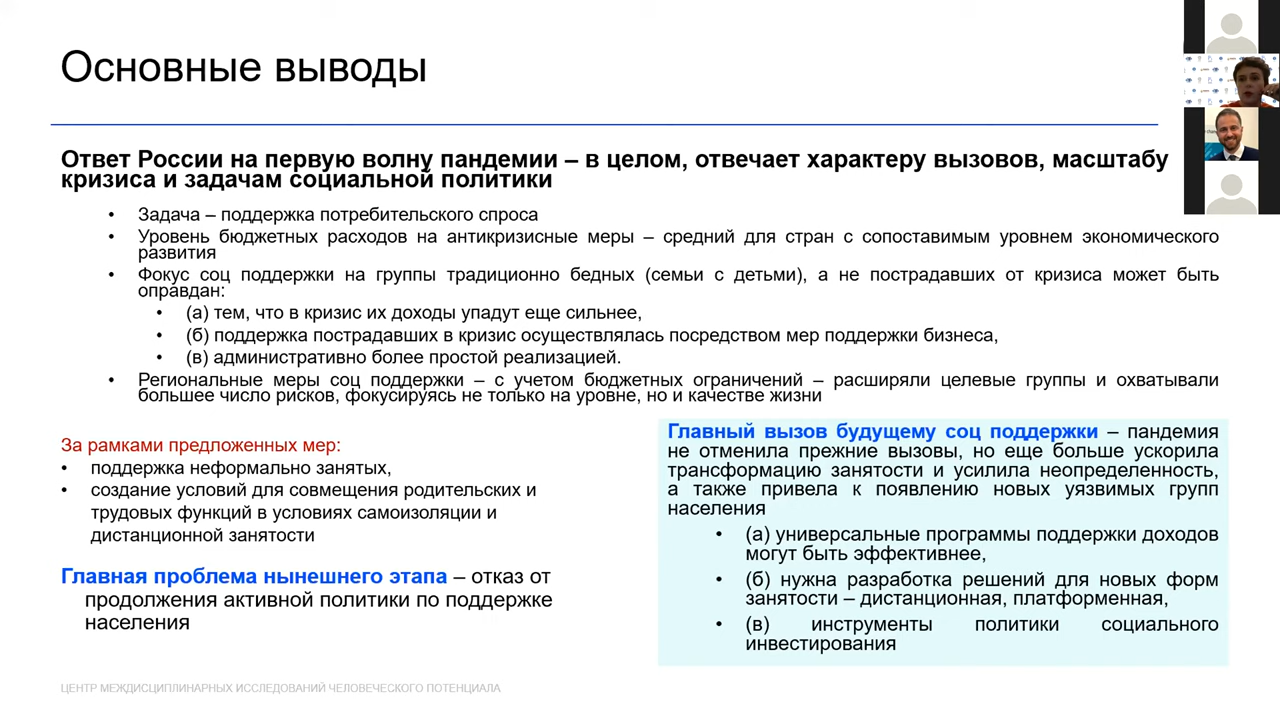 Основные выводы
Ответ России на первую волну пандемии – в целом, отвечает характеру вызовов, масштабу
кризиса и задачам социальной политики
• Задача – поддержка потребительского спроса
• Уровень бюджетных расходов на антикризисные меры – средний для стран с сопоставимым уровнем экономического
развития
• Фокус соц поддержки на группы традиционно бедных (семьи с детьми), а не пострадавших от кризиса может быть
оправдан:
• (а) тем, что в кризис их доходы упадут еще сильнее,
• (б) поддержка пострадавших в кризис осуществлялась посредством мер поддержки бизнеса,
• (в) административно более простой реализацией.
• Региональные меры соц поддержки – с учетом бюджетных ограничений – расширяли целевые группы и охватывали
большее число рисков, фокусируясь не только на уровне, но и качестве жизни
За рамками предложенных мер:
• поддержка неформально занятых,
• создание условий для совмещения родительских и
трудовых функций в условиях самоизоляции и
дистанционной занятости
Главная проблема нынешнего этапа – отказ от
продолжения активной политики по поддержке
населения
Главный вызов будущему соц поддержки – пандемия
не отменила прежние вызовы, но еще больше ускорила
трансформацию занятости и усилила неопределенность,
а также привела к появлению новых уязвимых групп
населения
• (а) универсальные программы поддержки доходов
могут быть эффективнее,
• (б) нужна разработка решений для новых форм
занятости – дистанционная, платформенная,
• (в) инструменты политики социального
инвестирования
ЦЕНТР МЕЖДИСЦИПЛИНАРНЫХ ИССЛЕДОВАНИЙ ЧЕЛОВЕЧЕСКОГО ПОТЕНЦИАЛА